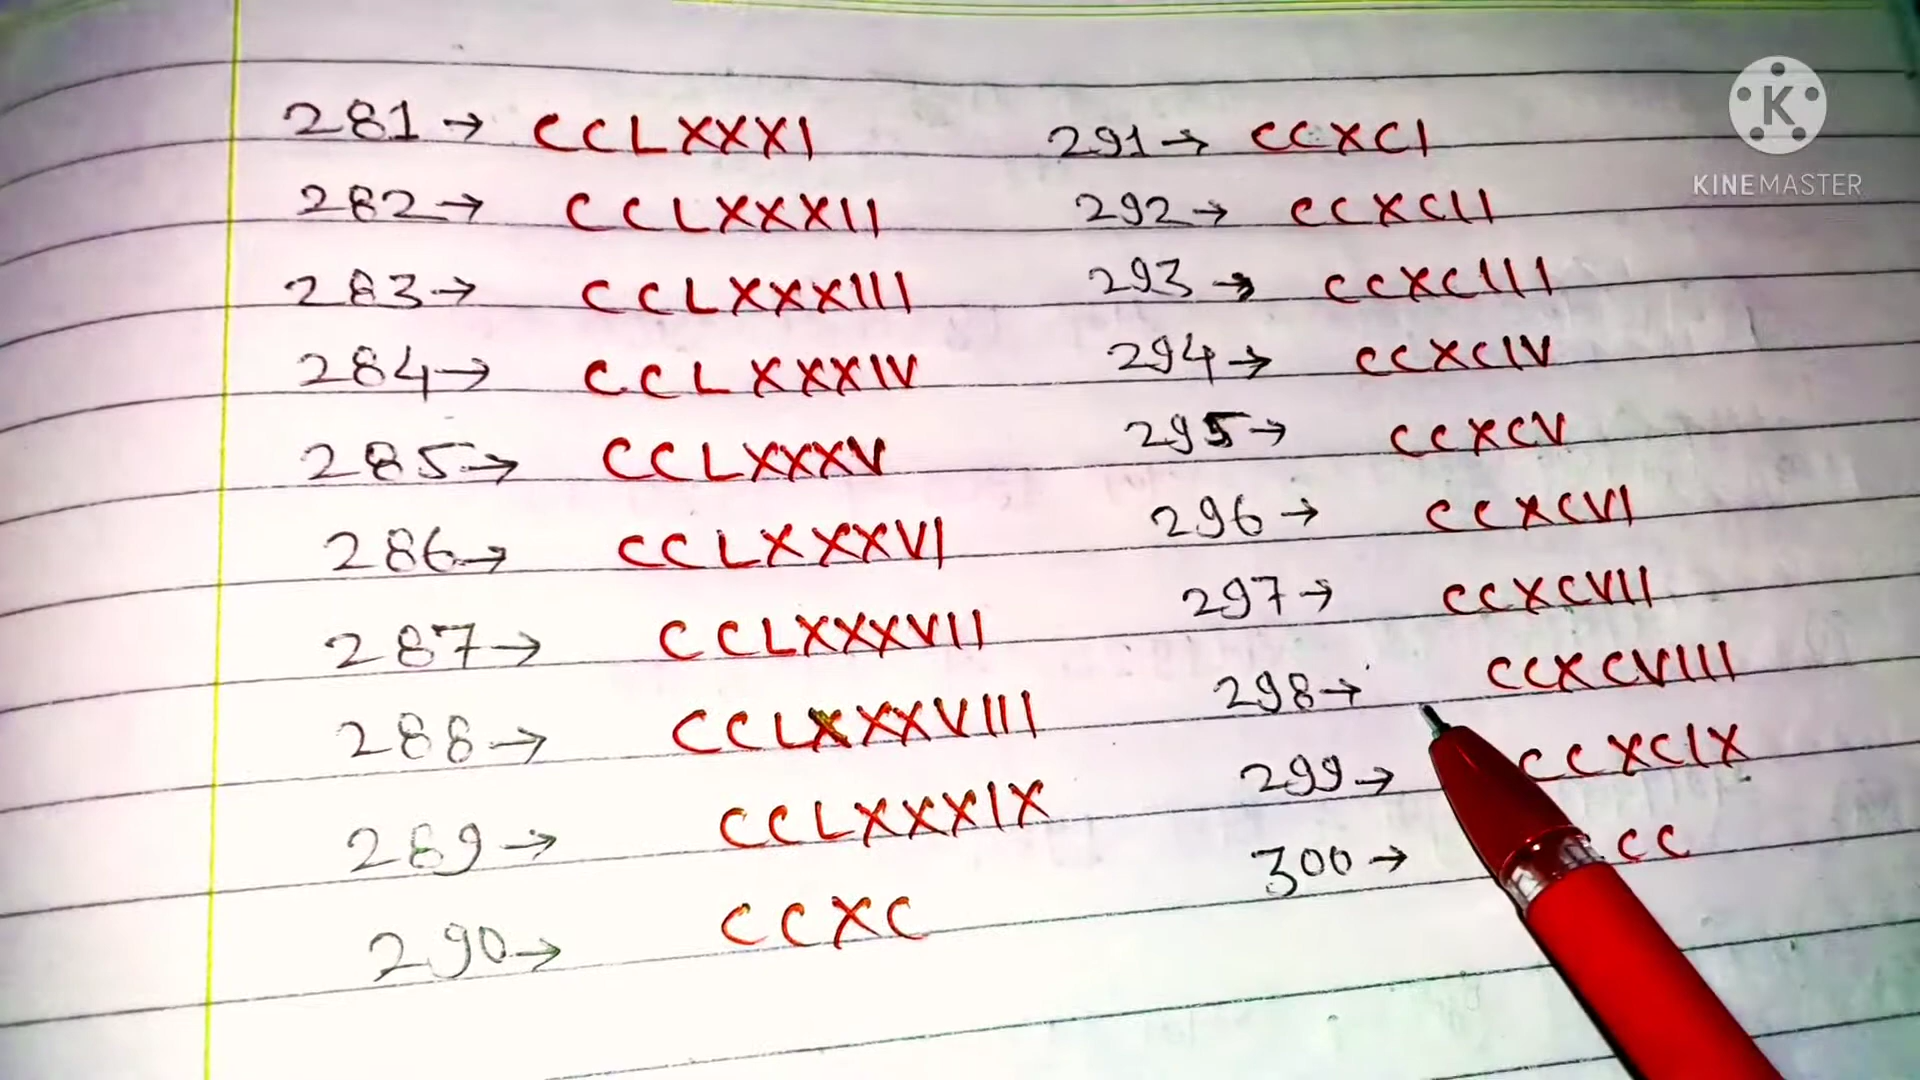 281→ CCLXXXI
282→ CCLXXXII
283→ CCLXXXIII
284→ CCLXXXIV
285→ CCLXXXV
286→ CCLXXXVI
287→ CCLXXXVII
288→ CCLXXXVIII
289→ CCLXXXIX
290→ CCXC
291→ CCXCI
292→ CCXCII
293→ CCXCIII
294→ CCXCIV
295→ CCXCV
296→ CCXCVI
297→ CCXCVII
298→ CCXCVIII
299→ CCXCIX
300→ CC
K
KINEMASTER